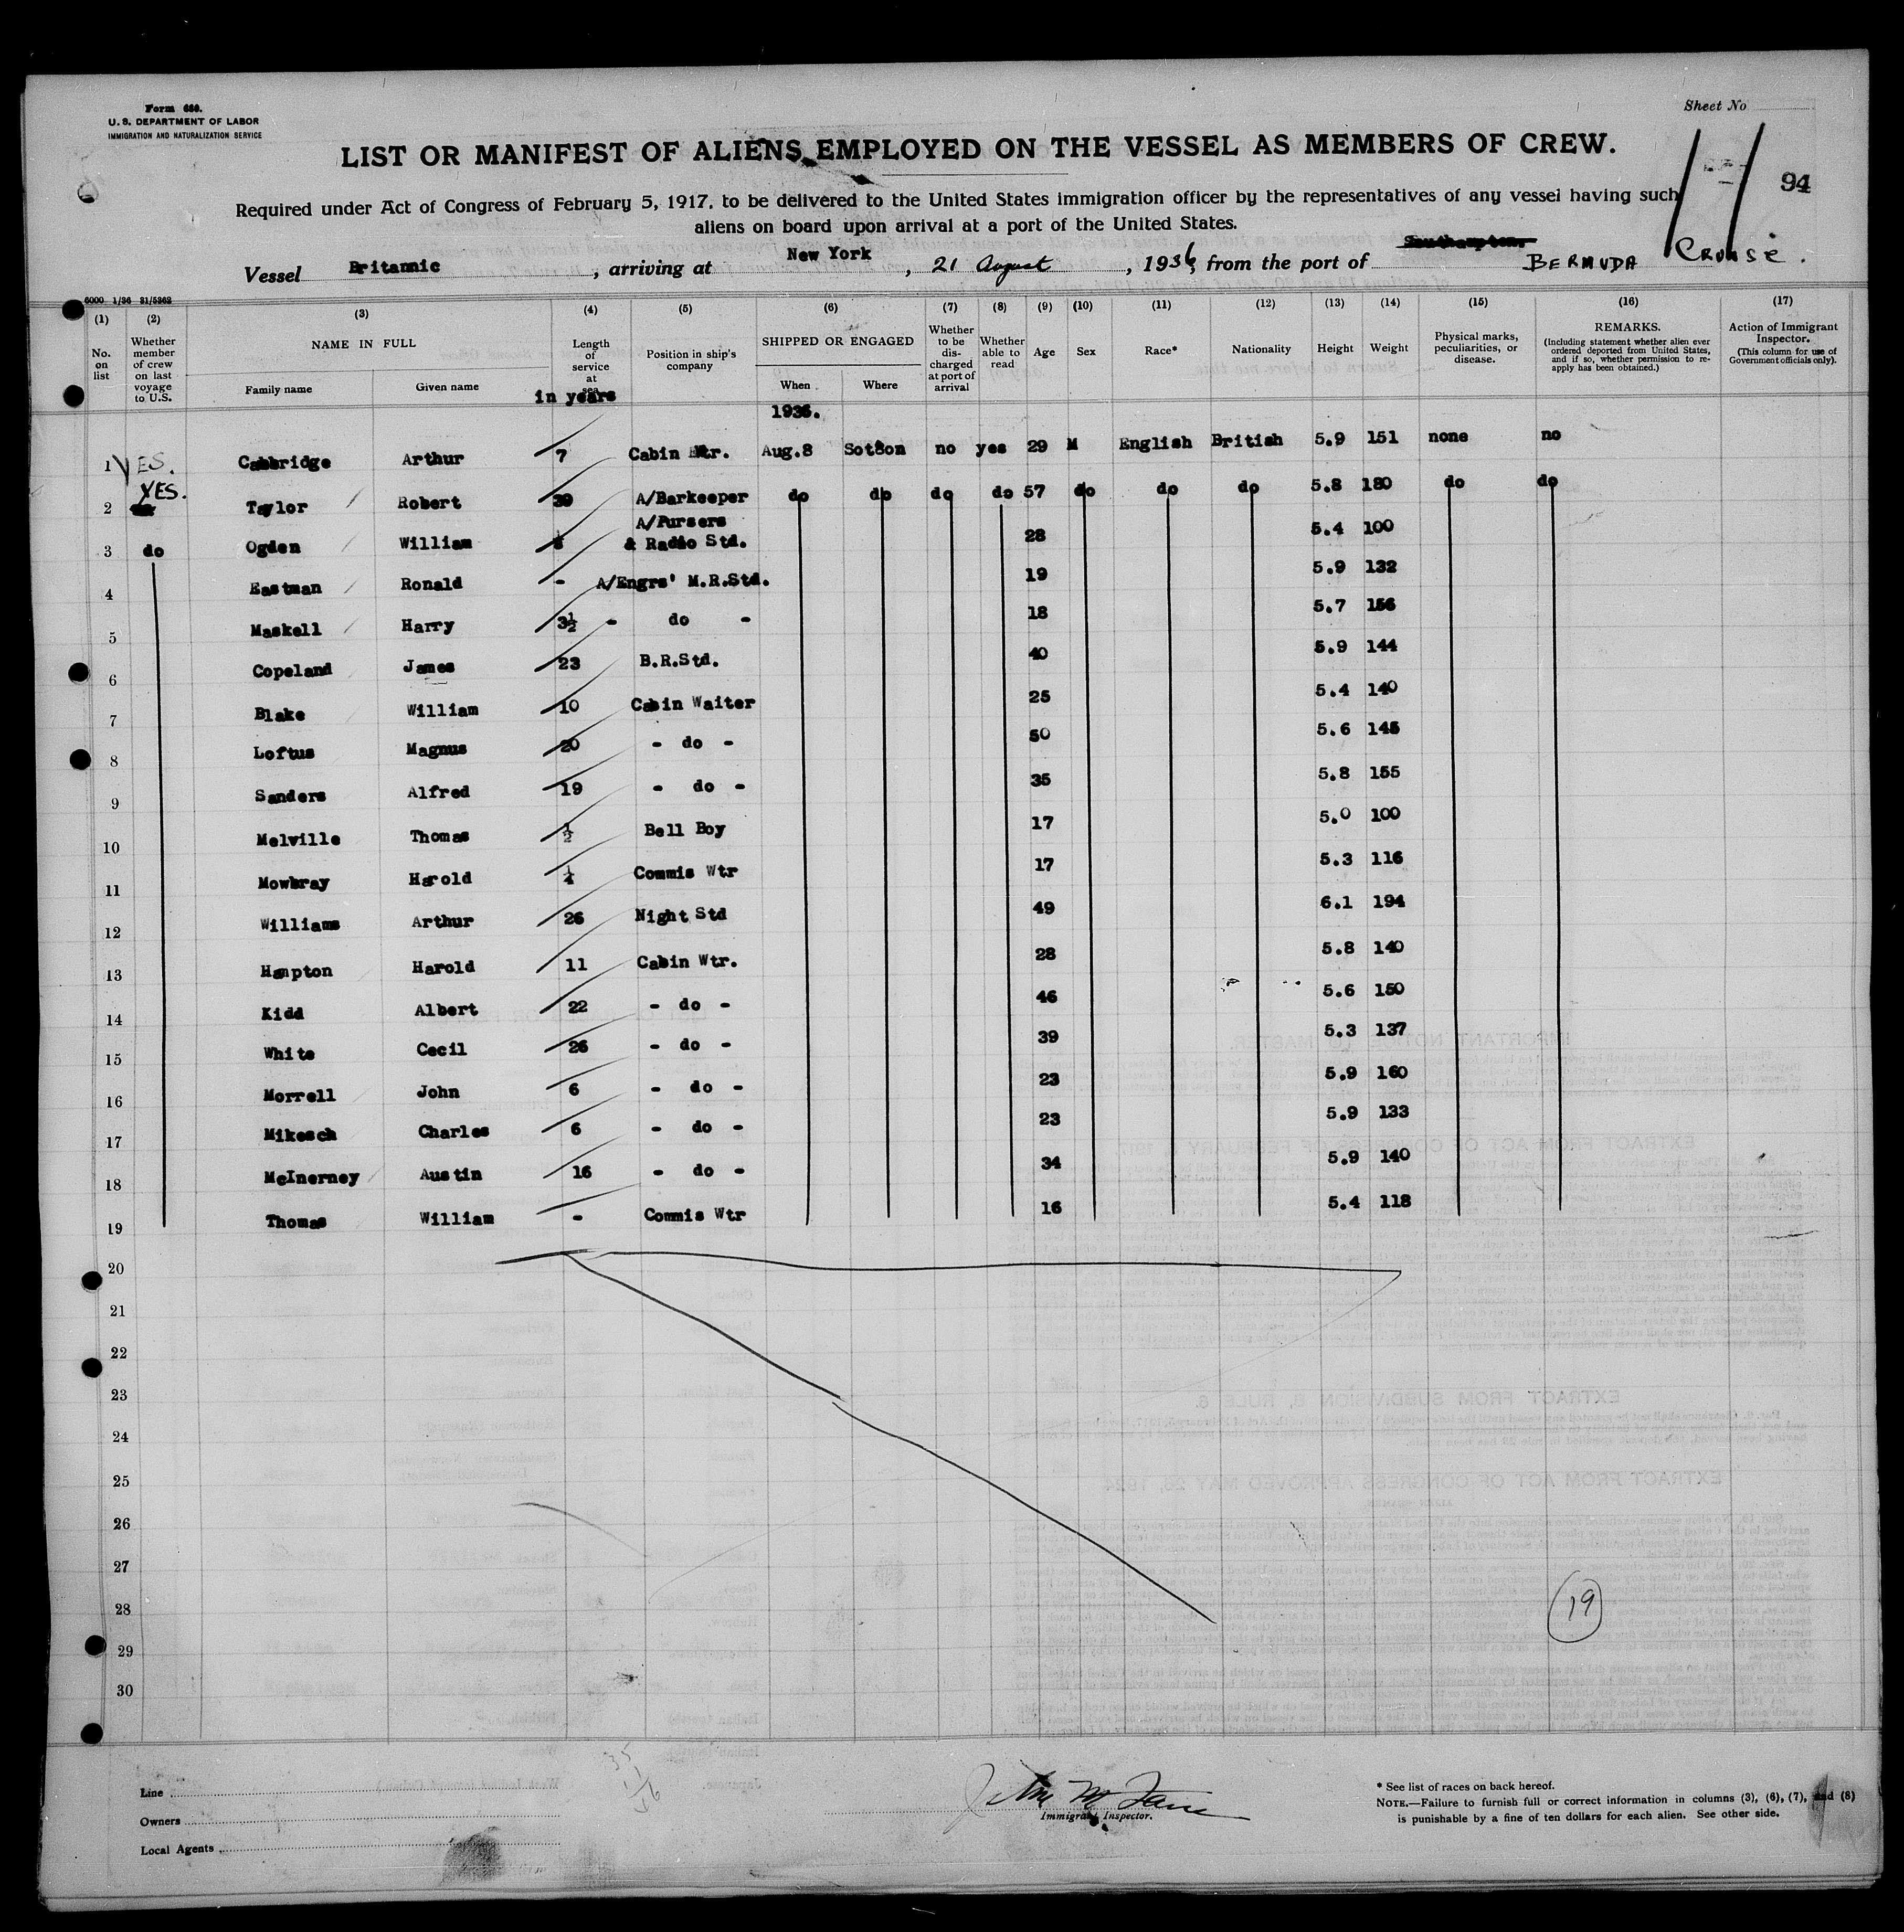 Form 680.
U. S. DEPARTMENT OF LABOR
IMMIGRATION AND NATURALIZATION SERVICE
Sheet No
94
LIST OR MANIFEST OF ALIENS EMPLOYED ON THE VESSEL AS MEMBERS OF CREW.
Required under Act of Congress of February 5, 1917, to be delivered to the United States immigration officer by the representatives of any vessel having such
aliens on board upon arrival at a port of the United States.
Vessel Britannic , arriving at New York , 21 August , 1936, from the port of Southampton. BERMUDA CRUISE.
6000 1/36 31/5362
(1) (2) (3) (4) (5) (6) (7) (8) (9) (10) (11) (12) (13) (14) (15) (16) (17)
No. on list
Whether member of crew on last voyage to U.S.
NAME IN FULL
Family name Given name
Length of service at sea
in years
Position in ship's company
SHIPPED OR ENGAGED
When Where
Whether to be discharged at port of arrival
Whether able to read
Age
Sex
Race*
Nationality
Height
Weight
Physical marks, peculiarities, or disease.
REMARKS.
(Including statement whether alien ever ordered deported from United States, and if so, whether permission to reapply has been obtained.)
Action of Immigrant Inspector.
(This column for use of Government officials only).
1936.
1 YES. Cambridge Arthur 7 Cabin Wtr. Aug.8 Sotton no yes 29 M English British 5.9 151 none no
2 YES. Taylor Robert 39 A/Barkeeper do do do do 57 do do do 5.8 180 do do
3 do Ogden William A/Pursers & Radio Std. 28 5.4 100
4 Eastman Ronald - A/Engrs' M.R.Std. 19 5.9 132
5 Maskell Harry 3½ - do - 18 5.7 156
6 Copeland James 23 B.R.Std. 40 5.9 144
7 Blake William 10 Cabin Waiter 25 5.4 140
8 Loftus Magnus 20 - do - 50 5.6 145
9 Sanders Alfred 19 - do - 35 5.8 155
10 Melville Thomas ½ Bell Boy 17 5.0 100
11 Mowbray Harold ¼ Commis Wtr 17 5.3 116
12 Williams Arthur 26 Night Std 49 6.1 194
13 Hampton Harold 11 Cabin Wtr. 28 5.8 140
14 Kidd Albert 22 - do - 46 5.6 150
15 White Cecil 26 - do - 39 5.3 137
16 Morrell John 6 - do - 23 5.9 160
17 Mikesch Charles 6 - do - 23 5.9 133
18 McInerney Austin 16 - do - 34 5.9 140
19 Thomas William - Commis Wtr 16 5.4 118
20
21
22
23
24
25
26
27
28
29
30
19
Line
Owners
Local Agents
Immigrant Inspector.
* See list of races on back hereof.
NOTE.—Failure to furnish full or correct information in columns (3), (6), (7), and (8)
is punishable by a fine of ten dollars for each alien. See other side.